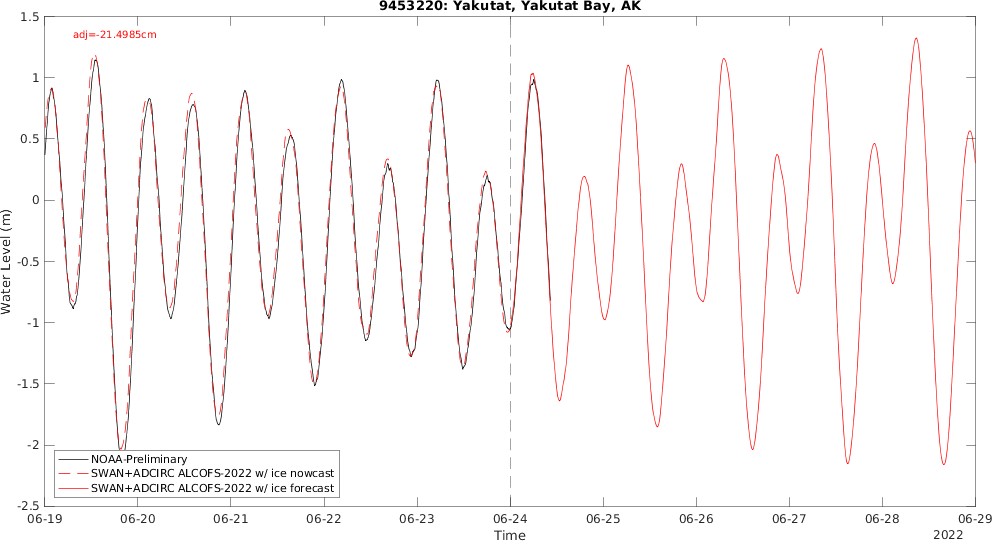 9453220: Yakutat, Yakutat Bay, AK
adj=-21.4985cm
1.5
1
0.5
0
-0.5
-1
-1.5
-2
-2.5
Water Level (m)
NOAA-Preliminary
SWAN+ADCIRC ALCOFS-2022 w/ ice nowcast
SWAN+ADCIRC ALCOFS-2022 w/ ice forecast
06-19 06-20 06-21 06-22 06-23 06-24 06-25 06-26 06-27 06-28 06-29
Time
2022